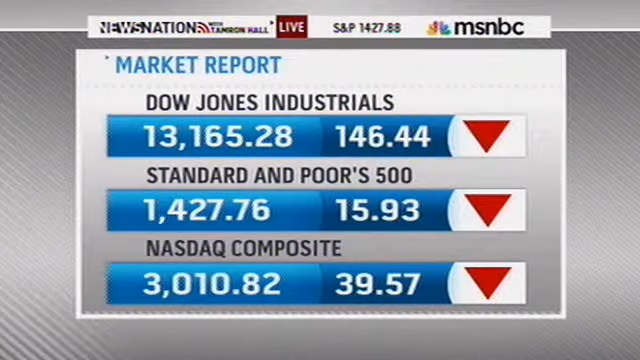 NEWSNATION WITH TAMRON HALL LIVE S&P 1427.88 msnbc
MARKET REPORT
DOW JONES INDUSTRIALS
13,165.28 146.44
STANDARD AND POOR'S 500
1,427.76 15.93
NASDAQ COMPOSITE
3,010.82 39.57